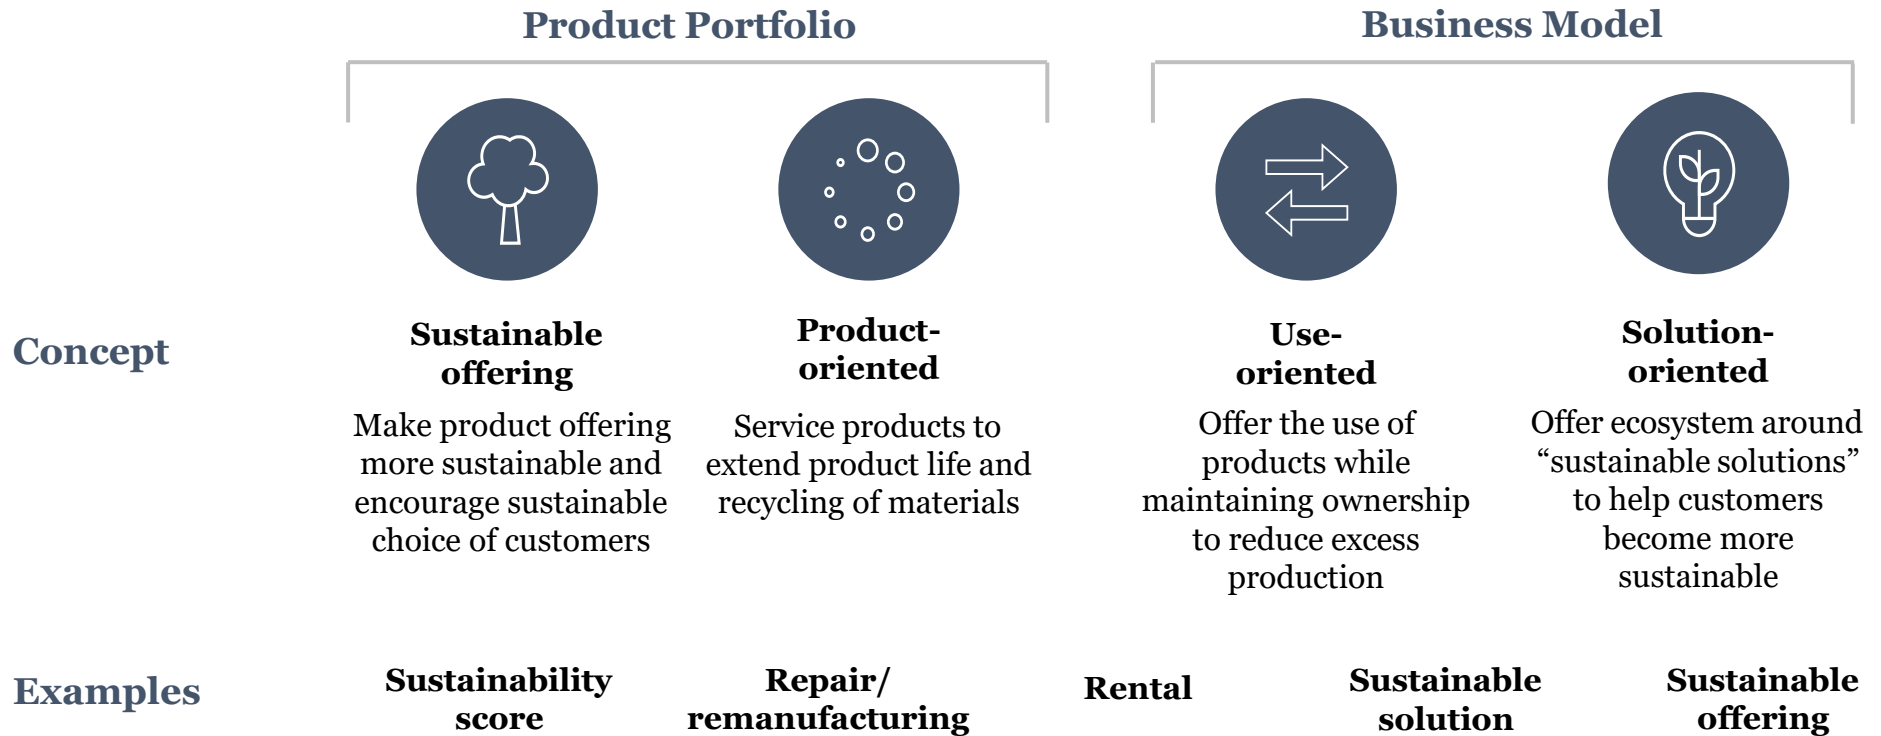 Product Portfolio
Business Model
Concept
Sustainable
offering
Make product offering
more sustainable and
encourage sustainable
choice of customers
Product-
oriented
Service products to
extend product life and
recycling of materials
Use-
oriented
Offer the use of
products while
maintaining ownership
to reduce excess
production
Solution-
oriented
Offer ecosystem around
“sustainable solutions”
to help customers
become more
sustainable
Examples
Sustainability
score
Repair/
remanufacturing
Rental
Sustainable
solution
Sustainable
offering